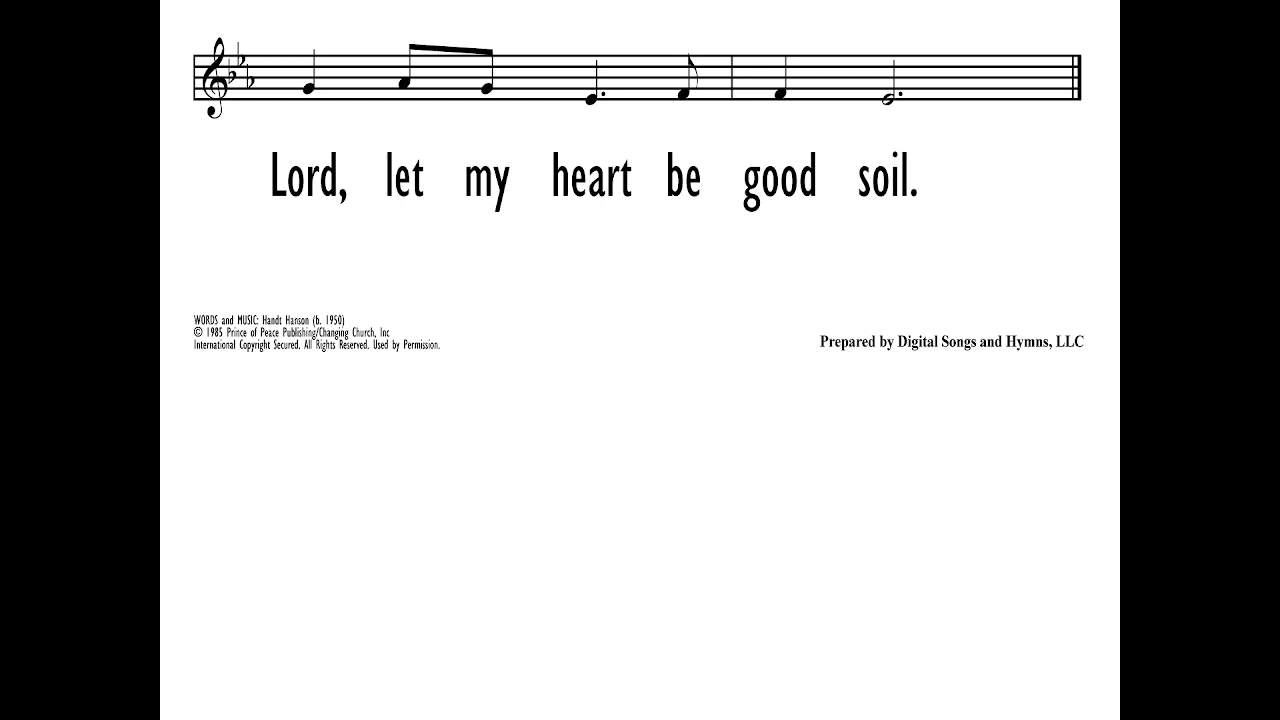 Lord, let my heart be good soil.
WORDS and MUSIC: Handt Hanson (b. 1950)
© 1985 Prince of Peace Publishing/Changing Church, Inc
International Copyright Secured. All Rights Reserved. Used by Permission.
Prepared by Digital Songs and Hymns, LLC